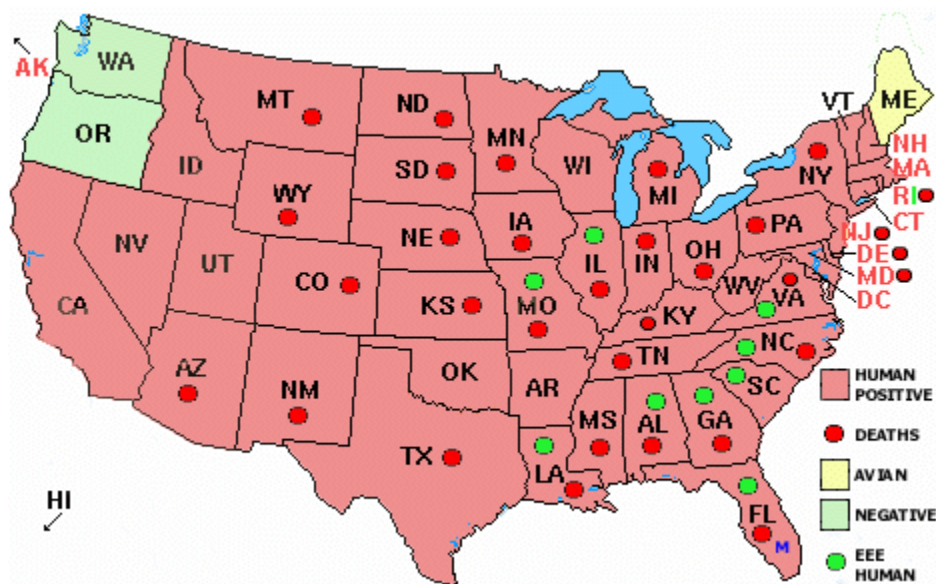 WA
AK
MT
ND
VT
ME
OR
MN
NH
ID
SD
WI
MI
NY
MA
WY
RI
CT
NV
NE
IA
PA
NJ
UT
IL
IN
OH
DE
CO
WV
MD
CA
KS
MO
VA
DC
KY
AZ
NM
OK
TN
NC
AR
SC
HUMAN
POSITIVE
MS
AL
GA
DEATHS
TX
LA
AVIAN
HI
FL
NEGATIVE
M
EEE
HUMAN